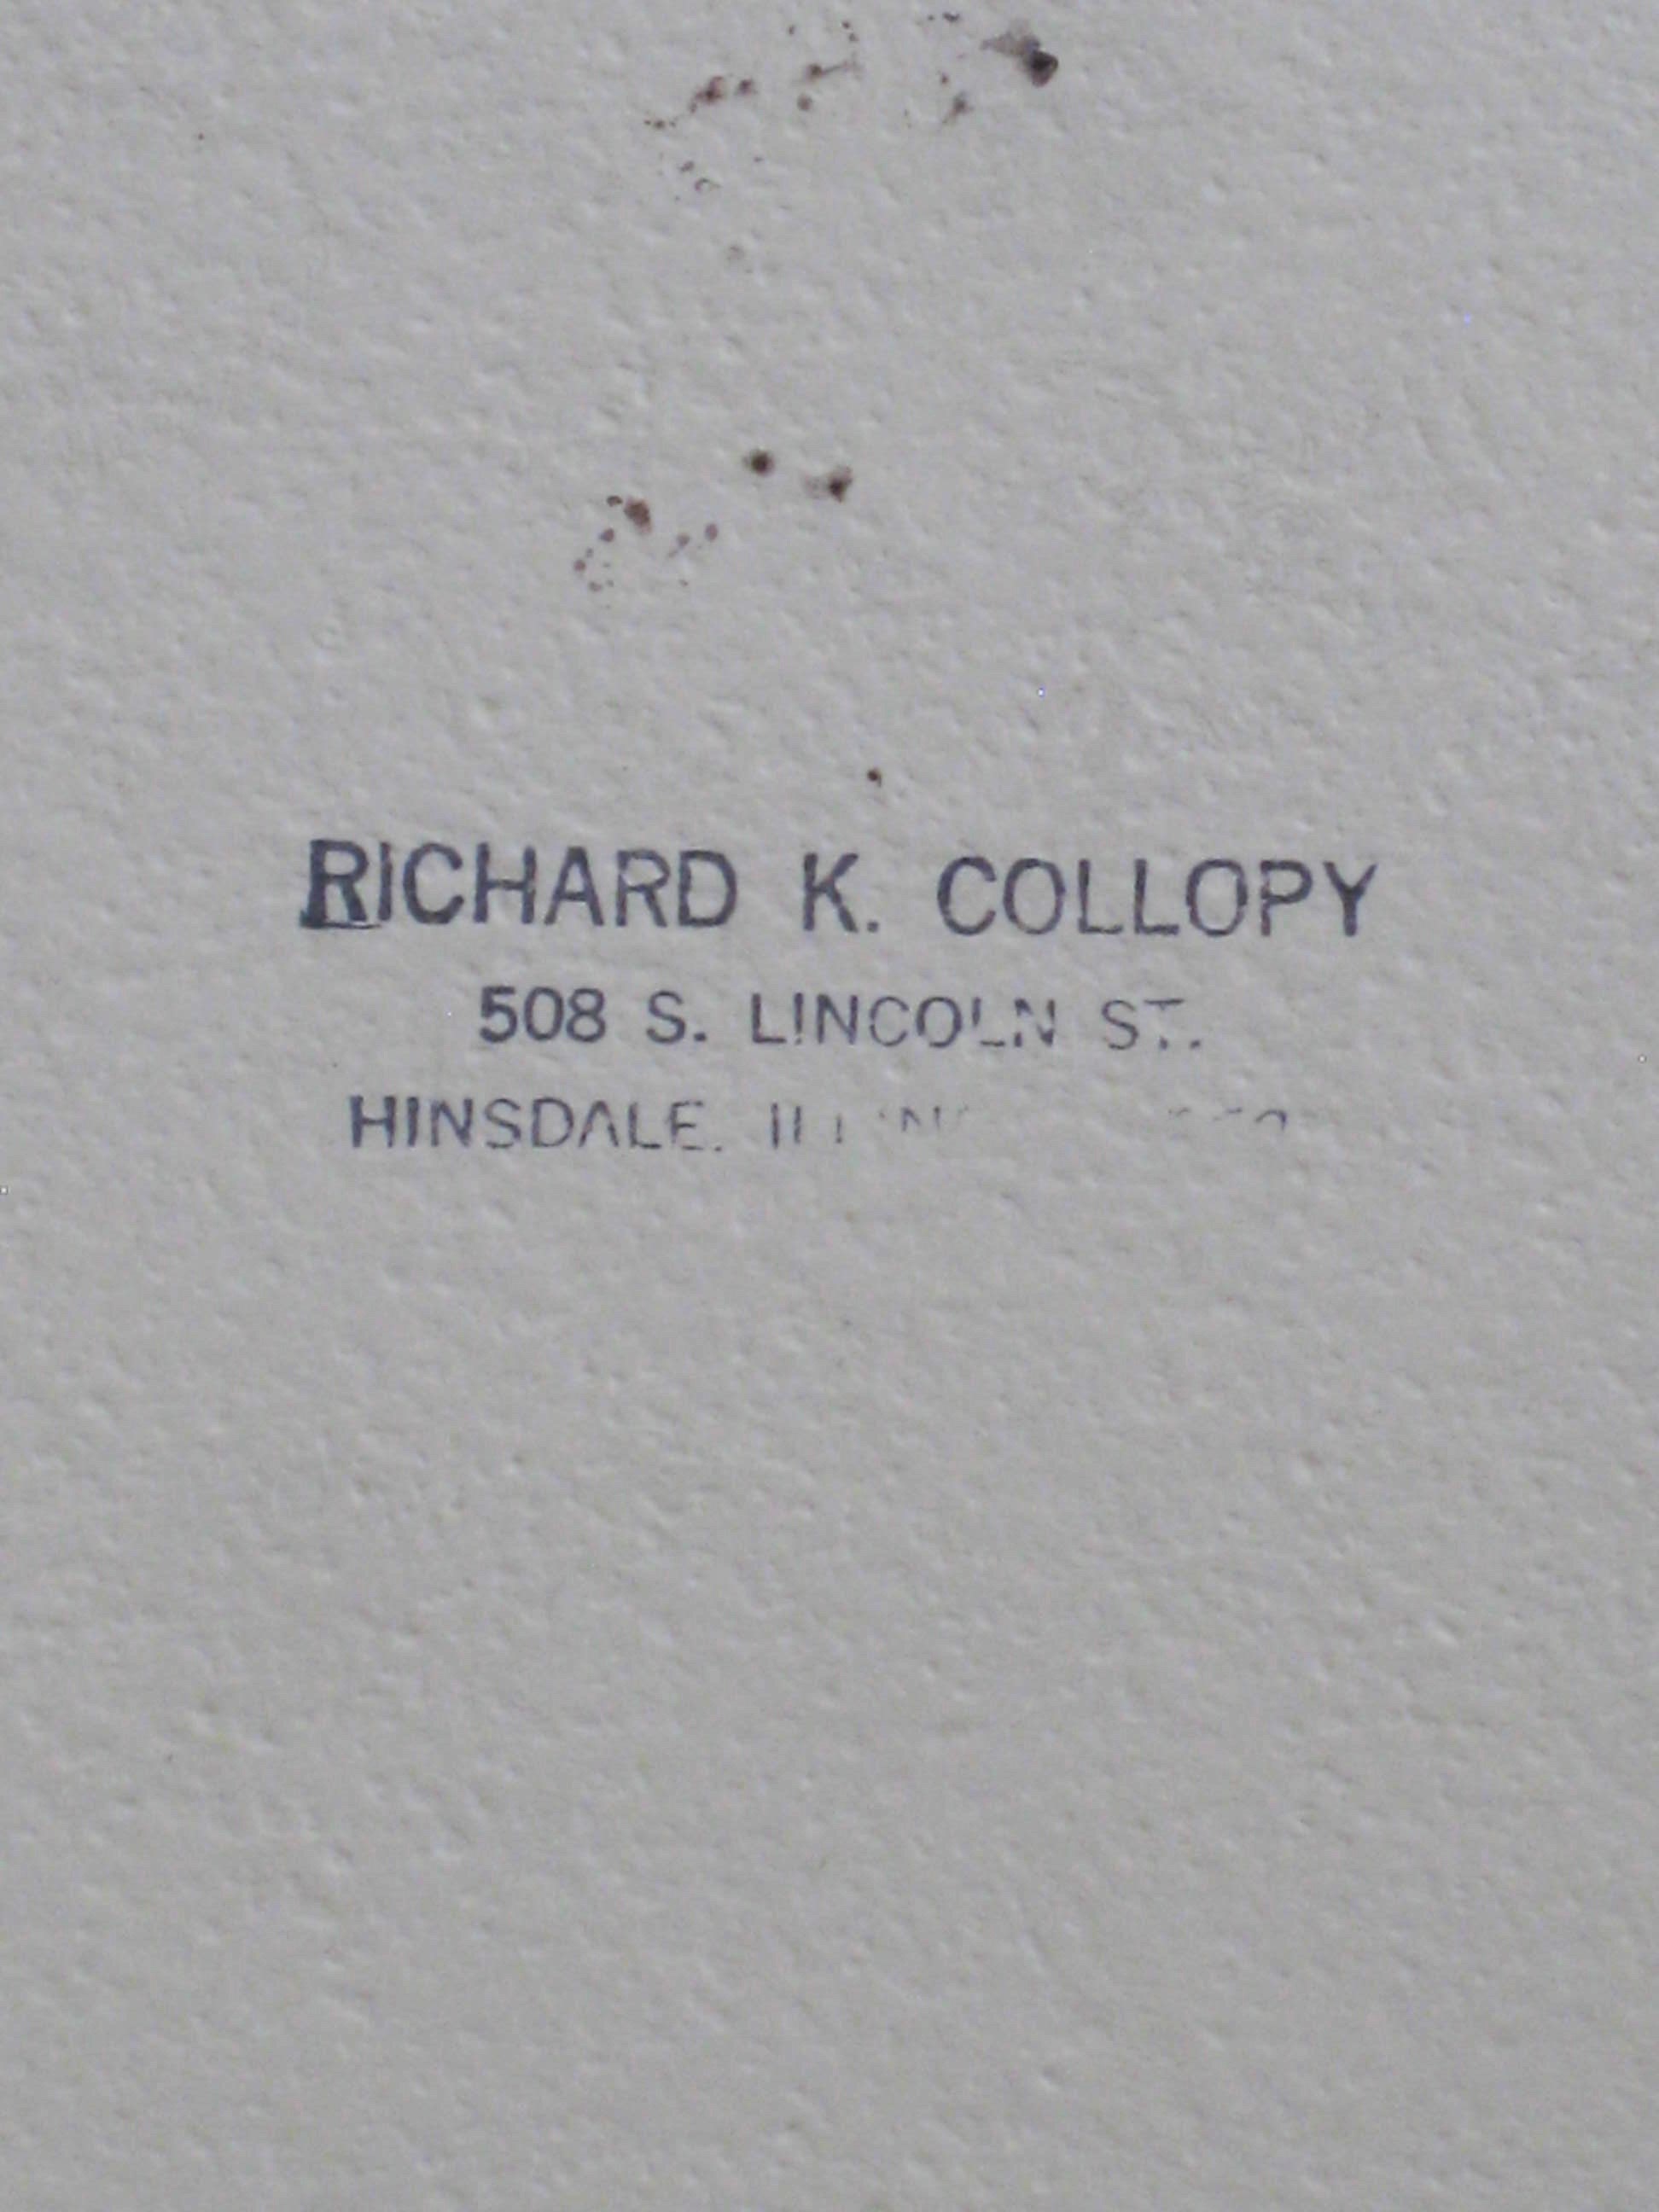 RICHARD K. COLLOPY
508 S. LINCOLN ST.
HINSDALE,